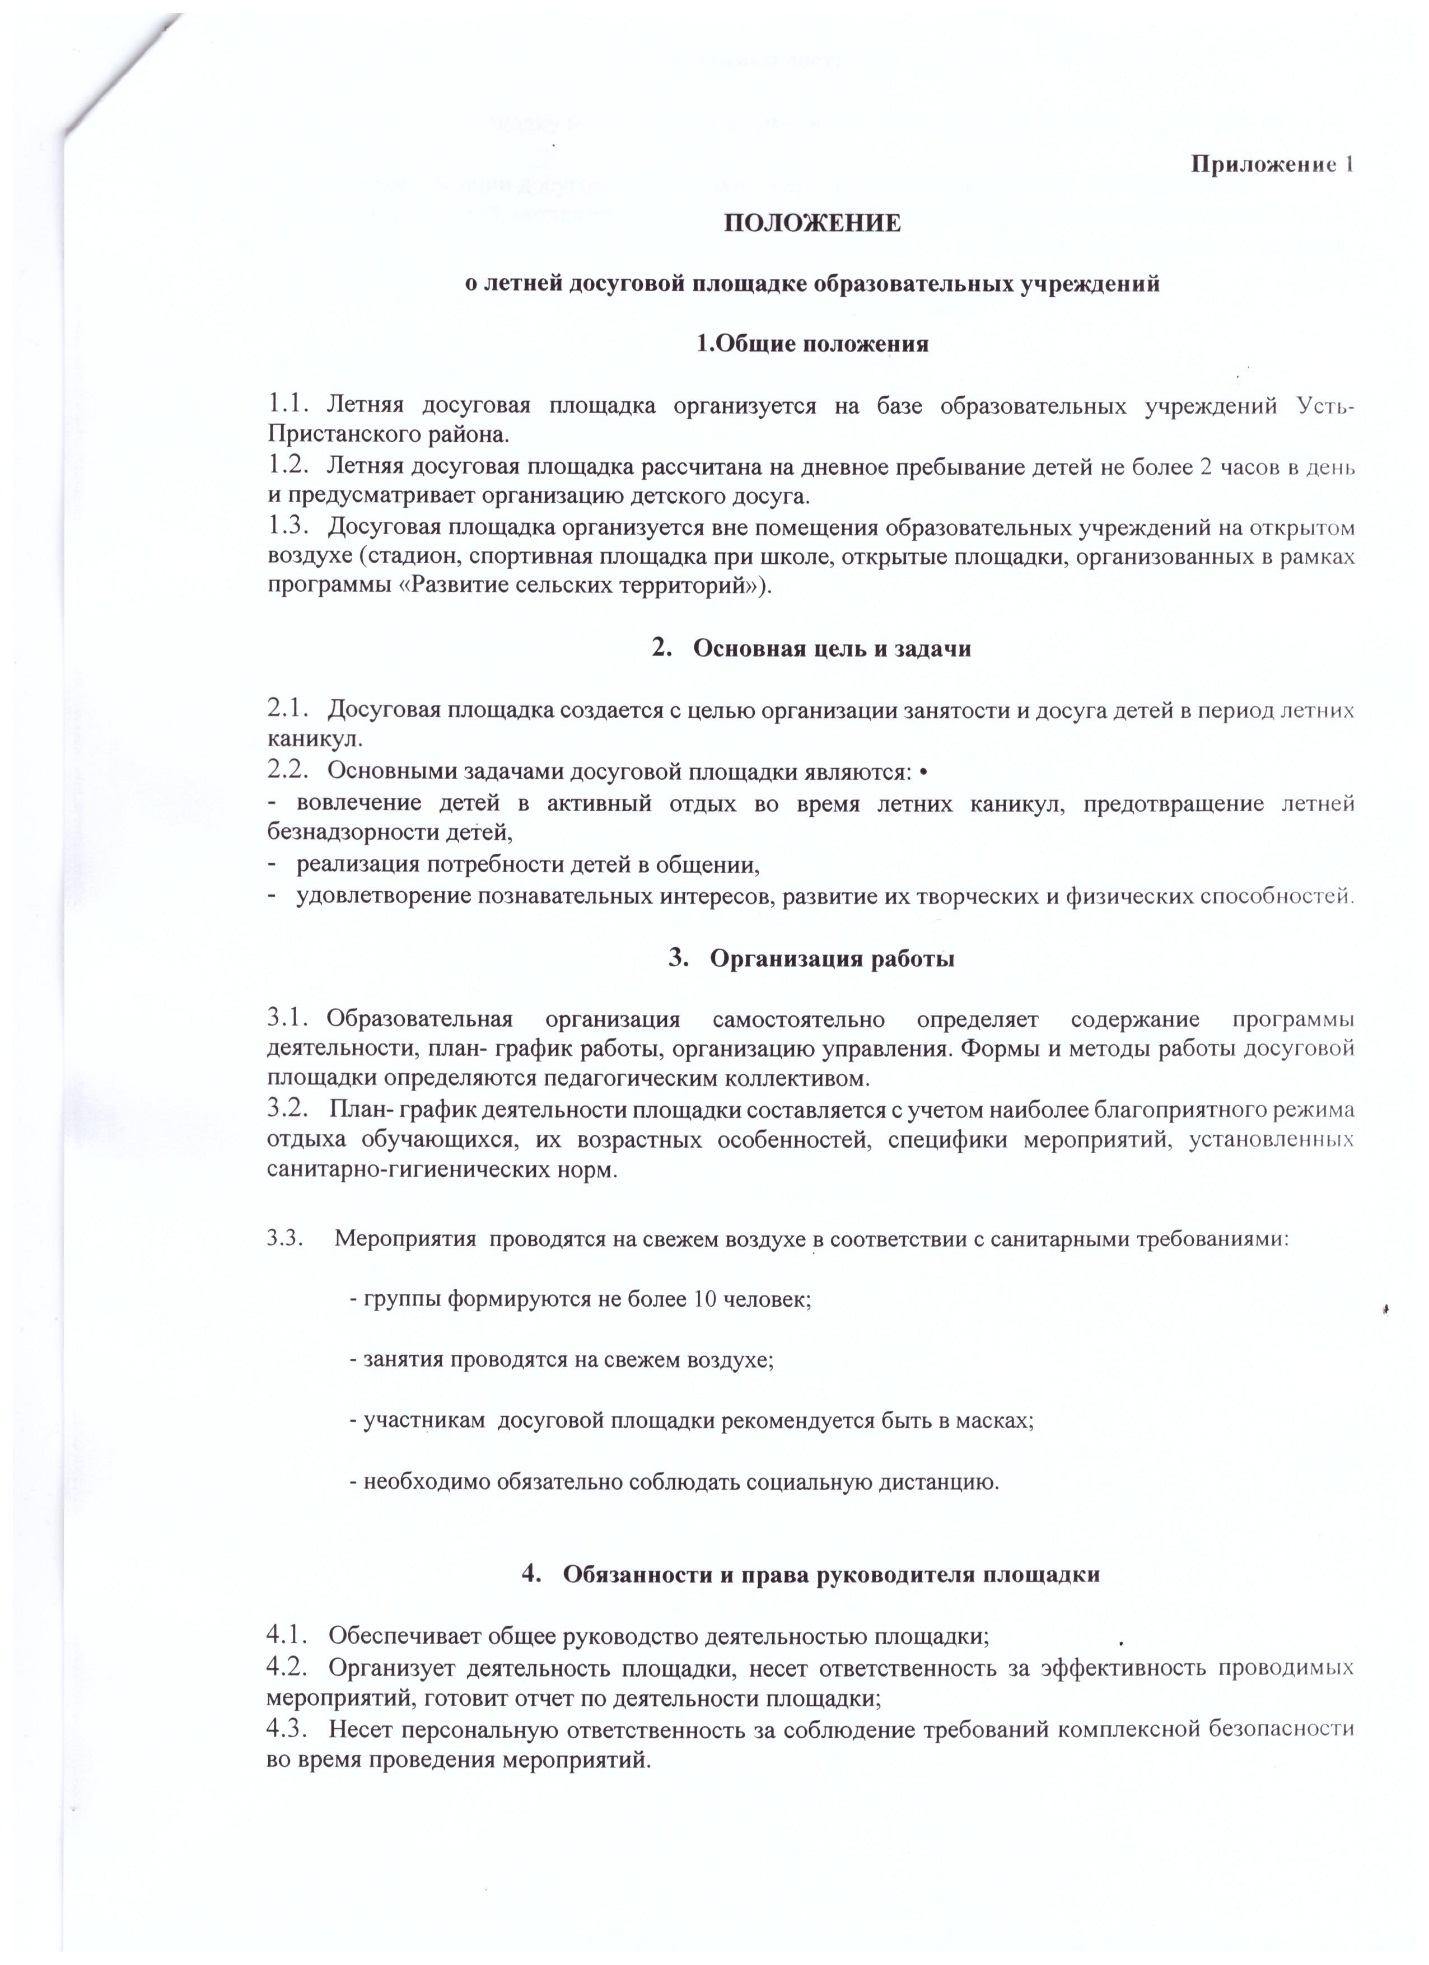 Приложение 1
ПОЛОЖЕНИЕ
о летней досуговой площадке образовательных учреждений
1.Общие положения
1.1. Летняя досуговая площадка организуется на базе образовательных учреждений Усть-
Пристанского района.
1.2. Летняя досуговая площадка рассчитана на дневное пребывание детей не более 2 часов в день
и предусматривает организацию детского досуга.
1.3. Досуговая площадка организуется вне помещения образовательных учреждений на открытом
воздухе (стадион, спортивная площадка при школе, открытые площадки, организованных в рамках
программы «Развитие сельских территорий»).
2. Основная цель и задачи
2.1. Досуговая площадка создается с целью организации занятости и досуга детей в период летних
каникул.
2.2. Основными задачами досуговой площадки являются: •
- вовлечение детей в активный отдых во время летних каникул, предотвращение летней
безнадзорности детей,
- реализация потребности детей в общении,
- удовлетворение познавательных интересов, развитие их творческих и физических способностей.
3. Организация работы
3.1. Образовательная организация самостоятельно определяет содержание программы
деятельности, план- график работы, организацию управления. Формы и методы работы досуговой
площадки определяются педагогическим коллективом.
3.2. План- график деятельности площадки составляется с учетом наиболее благоприятного режима
отдыха обучающихся, их возрастных особенностей, специфики мероприятий, установленных
санитарно-гигиенических норм.
3.3. Мероприятия проводятся на свежем воздухе в соответствии с санитарными требованиями:
- группы формируются не более 10 человек;
- занятия проводятся на свежем воздухе;
- участникам досуговой площадки рекомендуется быть в масках;
- необходимо обязательно соблюдать социальную дистанцию.
4. Обязанности и права руководителя площадки
4.1. Обеспечивает общее руководство деятельностью площадки;
4.2. Организует деятельность площадки, несет ответственность за эффективность проводимых
мероприятий, готовит отчет по деятельности площадки;
4.3. Несет персональную ответственность за соблюдение требований комплексной безопасности
во время проведения мероприятий.